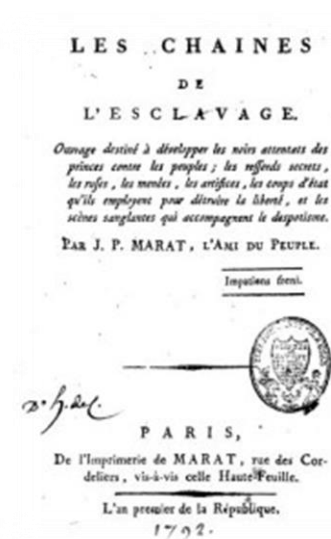 LES CHAINES
DE
L'ESCLAVAGE.
Ouvrage destiné à développer les noirs attentats des
princes contre les peuples ; les ressorts secrets,
les ruses, les menées, les artifices, les coups d'état
qu'ils employent pour détruire la liberté, et les
scènes sanglantes qui accompagnent le despotisme.
PAR J. P. MARAT, L'AMI DU PEUPLE.
Impatiens freni.
PARIS,
De l'Imprimerie de MARAT, rue des Cor-
deliers, vis-à-vis celle Haute-Feuille.
L'an premier de la République.
1792.